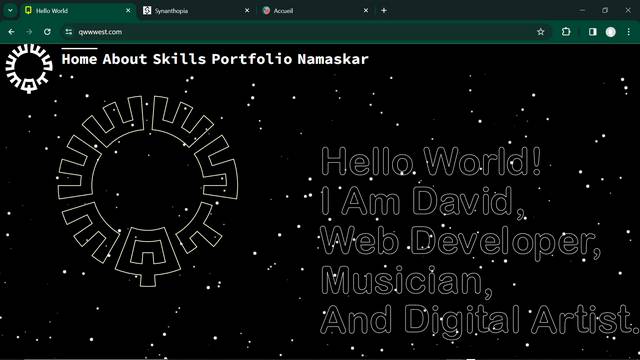 Hello World
Synanthopia
Accueil
qwwwest.com
Home About Skills Portfolio Namaskar
Hello World!
I Am David,
Web Developer,
Musician,
And Digital Artist.